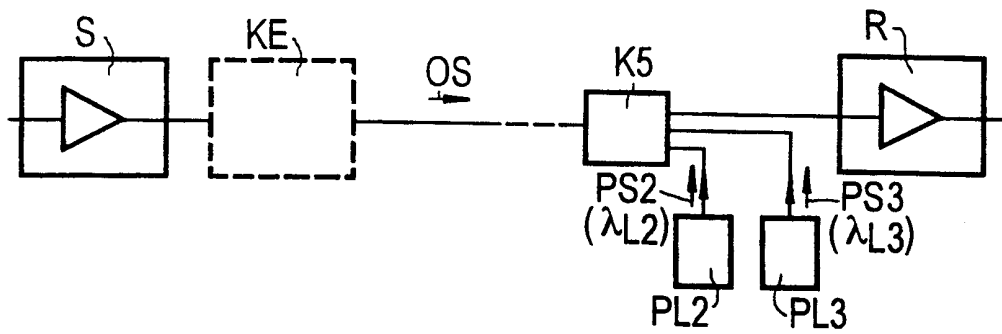 S
KE
OS
K5
R
PS2
(λL2)
PS3
(λL3)
PL2
PL3